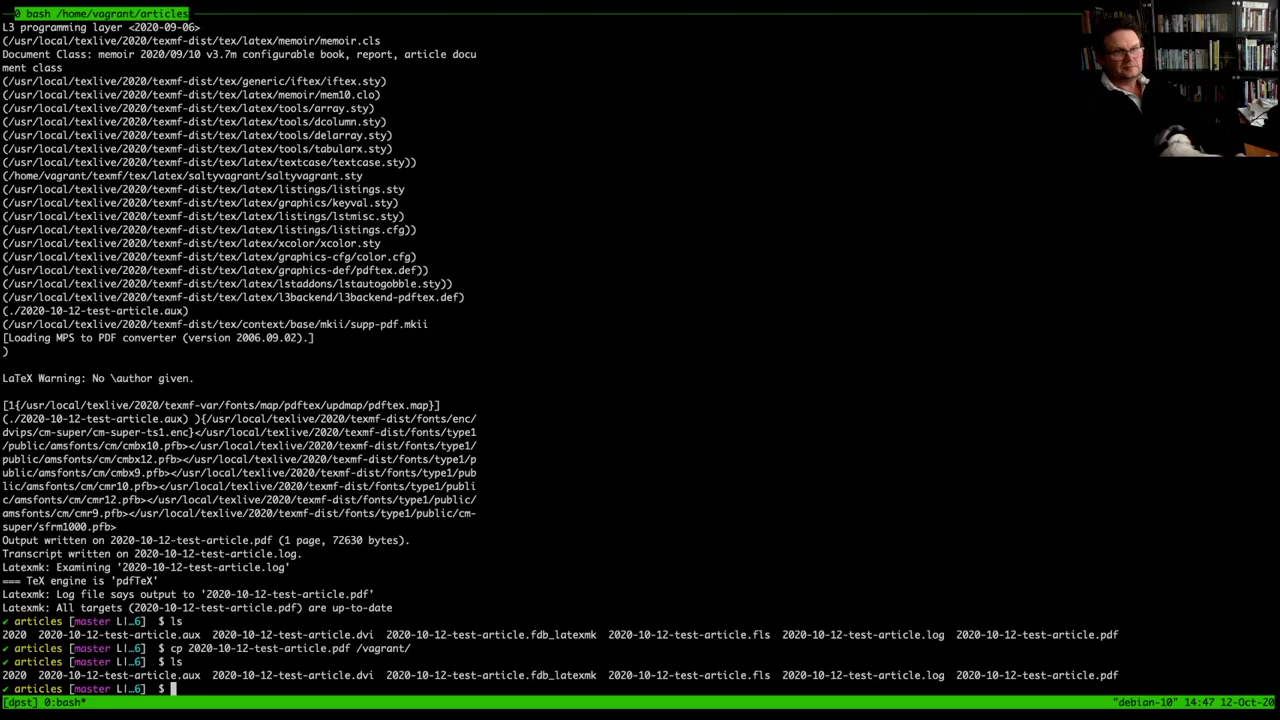 0 bash /home/vagrant/articles
L3 programming layer <2020-09-06>
(/usr/local/texlive/2020/texmf-dist/tex/latex/memoir/memoir.cls
Document Class: memoir 2020/09/10 v3.7m configurable book, report, article docu
ment class
(/usr/local/texlive/2020/texmf-dist/tex/generic/iftex/iftex.sty)
(/usr/local/texlive/2020/texmf-dist/tex/latex/memoir/mem10.clo)
(/usr/local/texlive/2020/texmf-dist/tex/latex/tools/array.sty)
(/usr/local/texlive/2020/texmf-dist/tex/latex/tools/dcolumn.sty)
(/usr/local/texlive/2020/texmf-dist/tex/latex/tools/delarray.sty)
(/usr/local/texlive/2020/texmf-dist/tex/latex/tools/tabularx.sty)
(/usr/local/texlive/2020/texmf-dist/tex/latex/textcase/textcase.sty))
(/home/vagrant/texmf/tex/latex/saltyvagrant/saltyvagrant.sty
(/usr/local/texlive/2020/texmf-dist/tex/latex/listings/listings.sty
(/usr/local/texlive/2020/texmf-dist/tex/latex/graphics/keyval.sty)
(/usr/local/texlive/2020/texmf-dist/tex/latex/listings/lstmisc.sty)
(/usr/local/texlive/2020/texmf-dist/tex/latex/listings/listings.cfg))
(/usr/local/texlive/2020/texmf-dist/tex/latex/xcolor/xcolor.sty
(/usr/local/texlive/2020/texmf-dist/tex/latex/graphics-cfg/color.cfg)
(/usr/local/texlive/2020/texmf-dist/tex/latex/graphics-def/pdftex.def))
(/usr/local/texlive/2020/texmf-dist/tex/latex/lstaddons/lstautogobble.sty))
(/usr/local/texlive/2020/texmf-dist/tex/latex/l3backend/l3backend-pdftex.def)
(./2020-10-12-test-article.aux)
(/usr/local/texlive/2020/texmf-dist/tex/context/base/mkii/supp-pdf.mkii
[Loading MPS to PDF converter (version 2006.09.02).]
)
LaTeX Warning: No \author given.
[1{/usr/local/texlive/2020/texmf-var/fonts/map/pdftex/updmap/pdftex.map}]
(./2020-10-12-test-article.aux) ){/usr/local/texlive/2020/texmf-dist/fonts/enc/
dvips/cm-super/cm-super-ts1.enc}</usr/local/texlive/2020/texmf-dist/fonts/type1
/public/amsfonts/cm/cmbx10.pfb></usr/local/texlive/2020/texmf-dist/fonts/type1/
public/amsfonts/cm/cmbx12.pfb></usr/local/texlive/2020/texmf-dist/fonts/type1/p
ublic/amsfonts/cm/cmbx9.pfb></usr/local/texlive/2020/texmf-dist/fonts/type1/pub
lic/amsfonts/cm/cmr10.pfb></usr/local/texlive/2020/texmf-dist/fonts/type1/publi
c/amsfonts/cm/cmr12.pfb></usr/local/texlive/2020/texmf-dist/fonts/type1/public/
amsfonts/cm/cmr9.pfb></usr/local/texlive/2020/texmf-dist/fonts/type1/public/cm-
super/sfrm1000.pfb>
Output written on 2020-10-12-test-article.pdf (1 page, 72630 bytes).
Transcript written on 2020-10-12-test-article.log.
Latexmk: Examining '2020-10-12-test-article.log'
=== TeX engine is 'pdfTeX'
Latexmk: Log file says output to '2020-10-12-test-article.pdf'
Latexmk: All targets (2020-10-12-test-article.pdf) are up-to-date
✔ articles [master L|…6]  $ ls
2020  2020-10-12-test-article.aux  2020-10-12-test-article.dvi  2020-10-12-test-article.fdb_latexmk  2020-10-12-test-article.fls  2020-10-12-test-article.log  2020-10-12-test-article.pdf
✔ articles [master L|…6]  $ cp 2020-10-12-test-article.pdf /vagrant/
✔ articles [master L|…6]  $ ls
2020  2020-10-12-test-article.aux  2020-10-12-test-article.dvi  2020-10-12-test-article.fdb_latexmk  2020-10-12-test-article.fls  2020-10-12-test-article.log  2020-10-12-test-article.pdf
✔ articles [master L|…6]  $
[dpst] 0:bash* "debian-10" 14:47 12-Oct-20